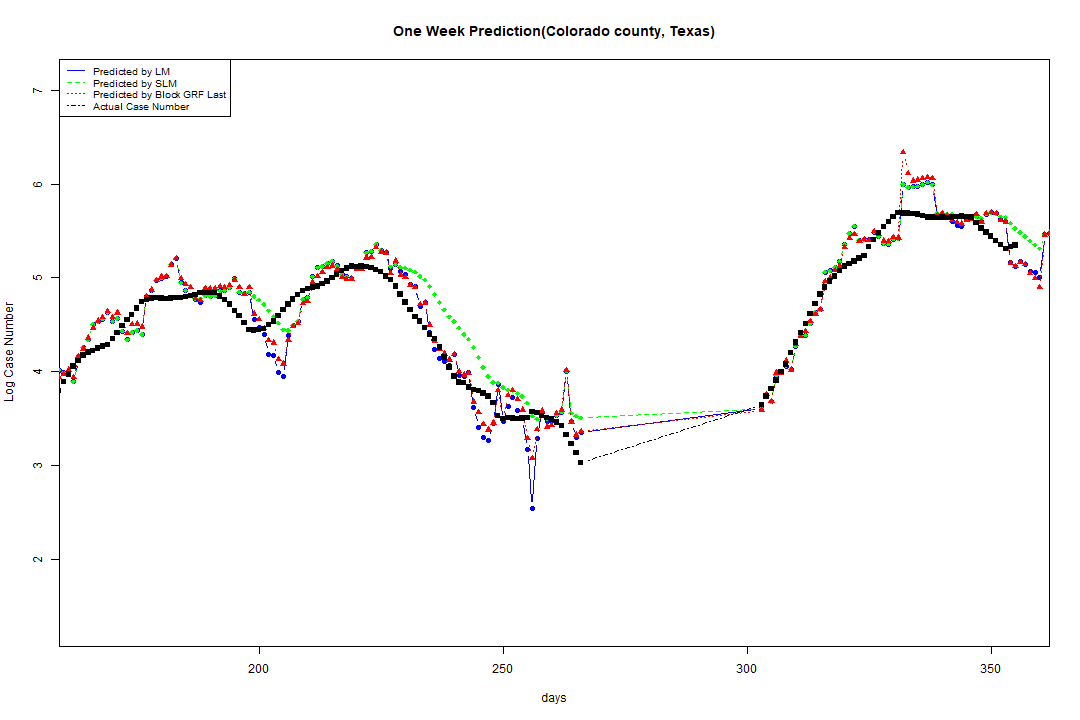 One Week Prediction(Colorado county, Texas)
Predicted by LM
Predicted by SLM
Predicted by Block GRF Last
Actual Case Number
7
6
5
4
3
2
Log Case Number
200
250
300
350
days